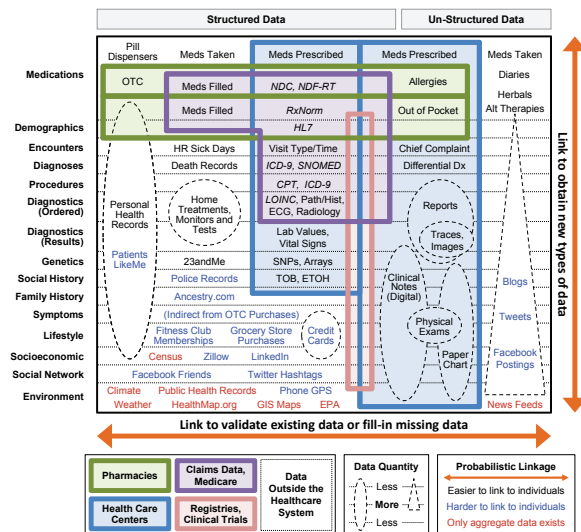 Structured Data
Un-Structured Data
Pill Dispensers
Meds Taken
Meds Prescribed
Meds Prescribed
Meds Taken
Medications
OTC
Meds Filled
NDC, NDF-RT
Allergies
Diaries
Herbals
Alt Therapies
Meds Filled
RxNorm
Out of Pocket
Demographics
HL7
Encounters
HR Sick Days
Visit Type/Time
Chief Complaint
Diagnoses
Death Records
ICD-9, SNOMED
Differential Dx
Procedures
CPT, ICD-9
Diagnostics
(Ordered)
Personal
Health
Records
Home
Treatments,
Monitors and
Tests
LOINC, Path/Hist,
ECG, Radiology
Reports
Diagnostics
(Results)
Lab Values,
Vital Signs
Traces,
Images
Patients
LikeMe
Genetics
23andMe
SNPs, Arrays
Clinical
Notes
(Digital)
Social History
Police Records
TOB, ETOH
Blogs
Family History
Ancestry.com
Symptoms
(Indirect from OTC Purchases)
Tweets
Lifestyle
Fitness Club
Memberships
Grocery Store
Purchases
Credit
Cards
Physical
Exams
Socioeconomic
Census
Zillow
LinkedIn
Paper
Chart
Facebook
Postings
Social Network
Facebook Friends
Twitter Hashtags
Environment
Climate
Public Health Records
Phone GPS
Weather
HealthMap.org
GIS Maps
EPA
News Feeds
Link to obtain new types of data
Link to validate existing data or fill-in missing data
Pharmacies
Claims Data,
Medicare
Data
Outside the
Healthcare
System
Health Care
Centers
Registries,
Clinical Trials
Data Quantity
Less
More
Less
Probabilistic Linkage
Easier to link to individuals
Harder to link to individuals
Only aggregate data exists